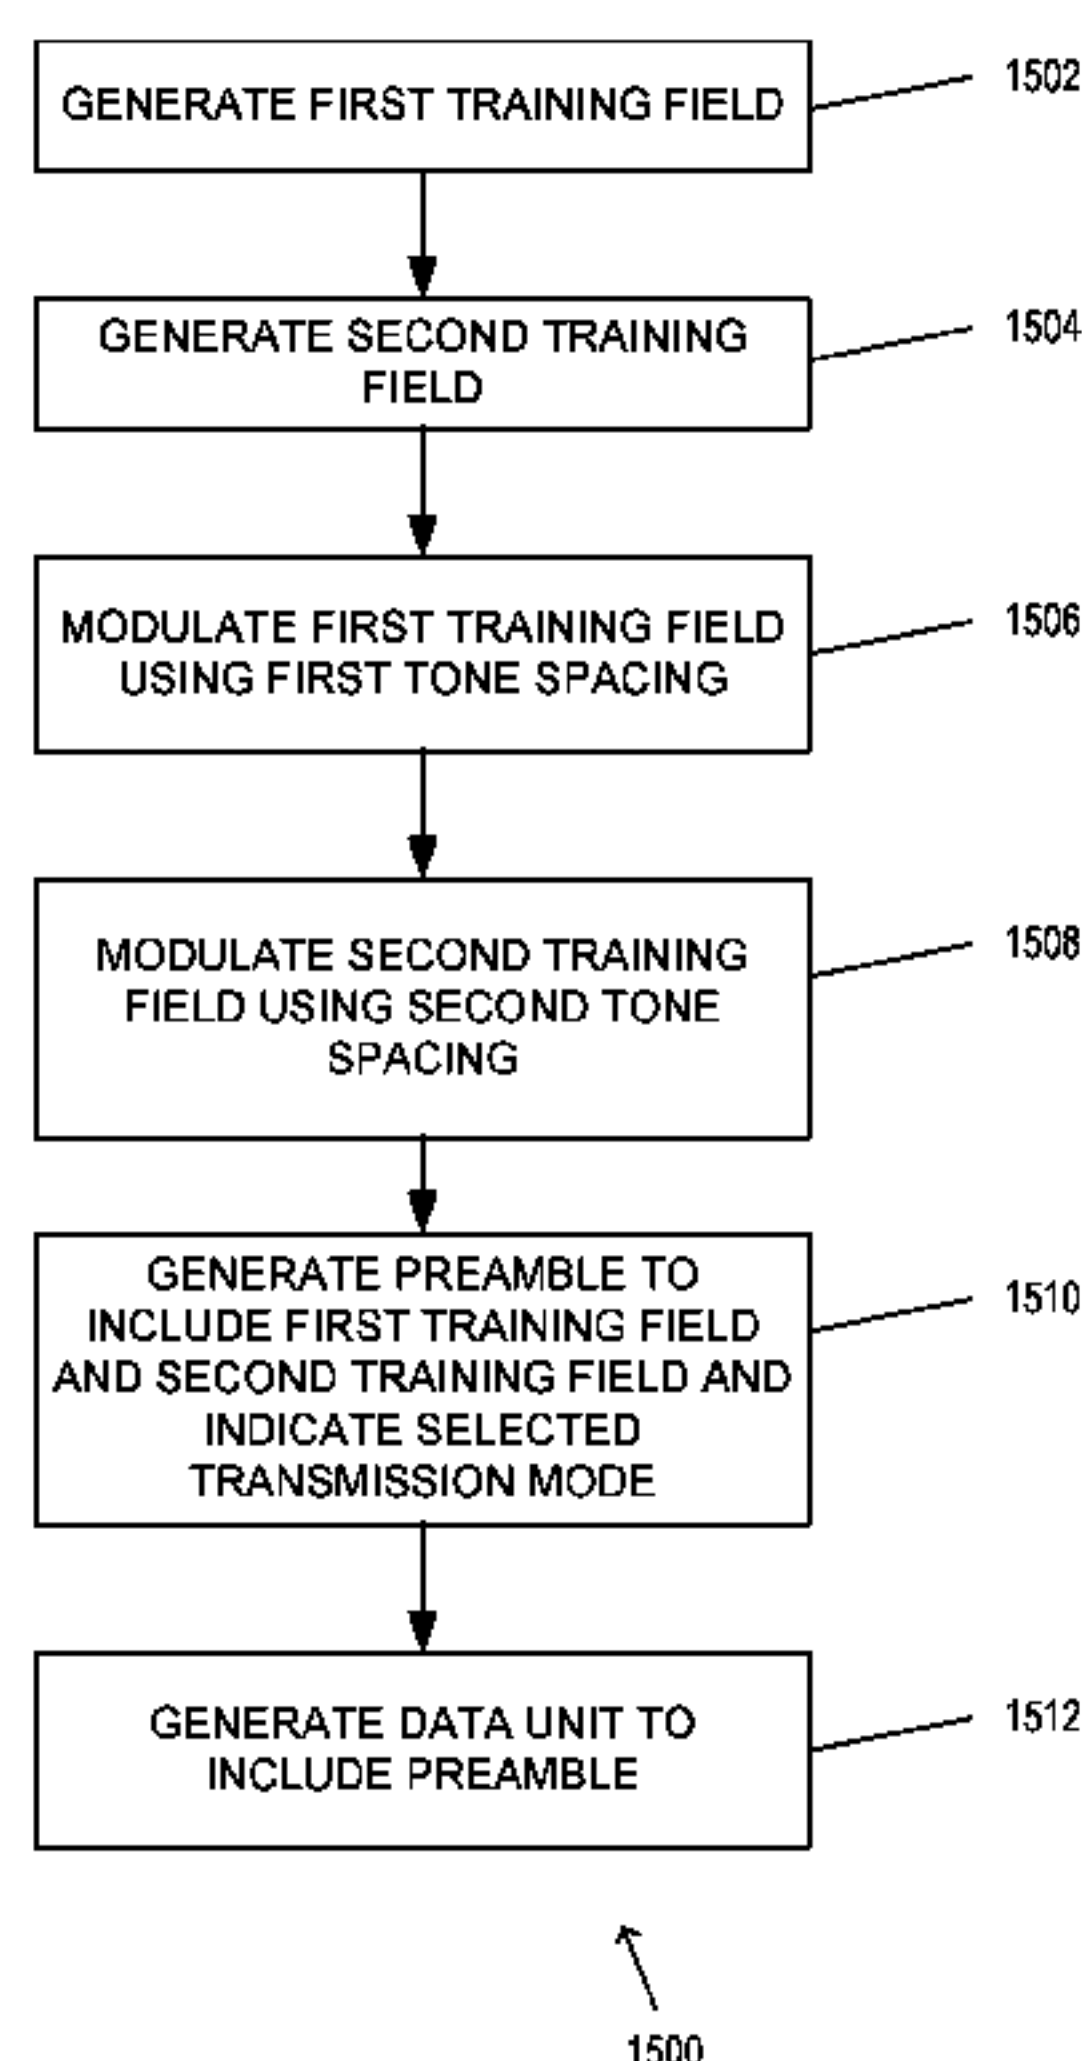 GENERATE FIRST TRAINING FIELD
1502
GENERATE SECOND TRAINING
FIELD
1504
MODULATE FIRST TRAINING FIELD
USING FIRST TONE SPACING
1506
MODULATE SECOND TRAINING
FIELD USING SECOND TONE
SPACING
1508
GENERATE PREAMBLE TO
INCLUDE FIRST TRAINING FIELD
AND SECOND TRAINING FIELD AND
INDICATE SELECTED
TRANSMISSION MODE
1510
GENERATE DATA UNIT TO
INCLUDE PREAMBLE
1512
1500